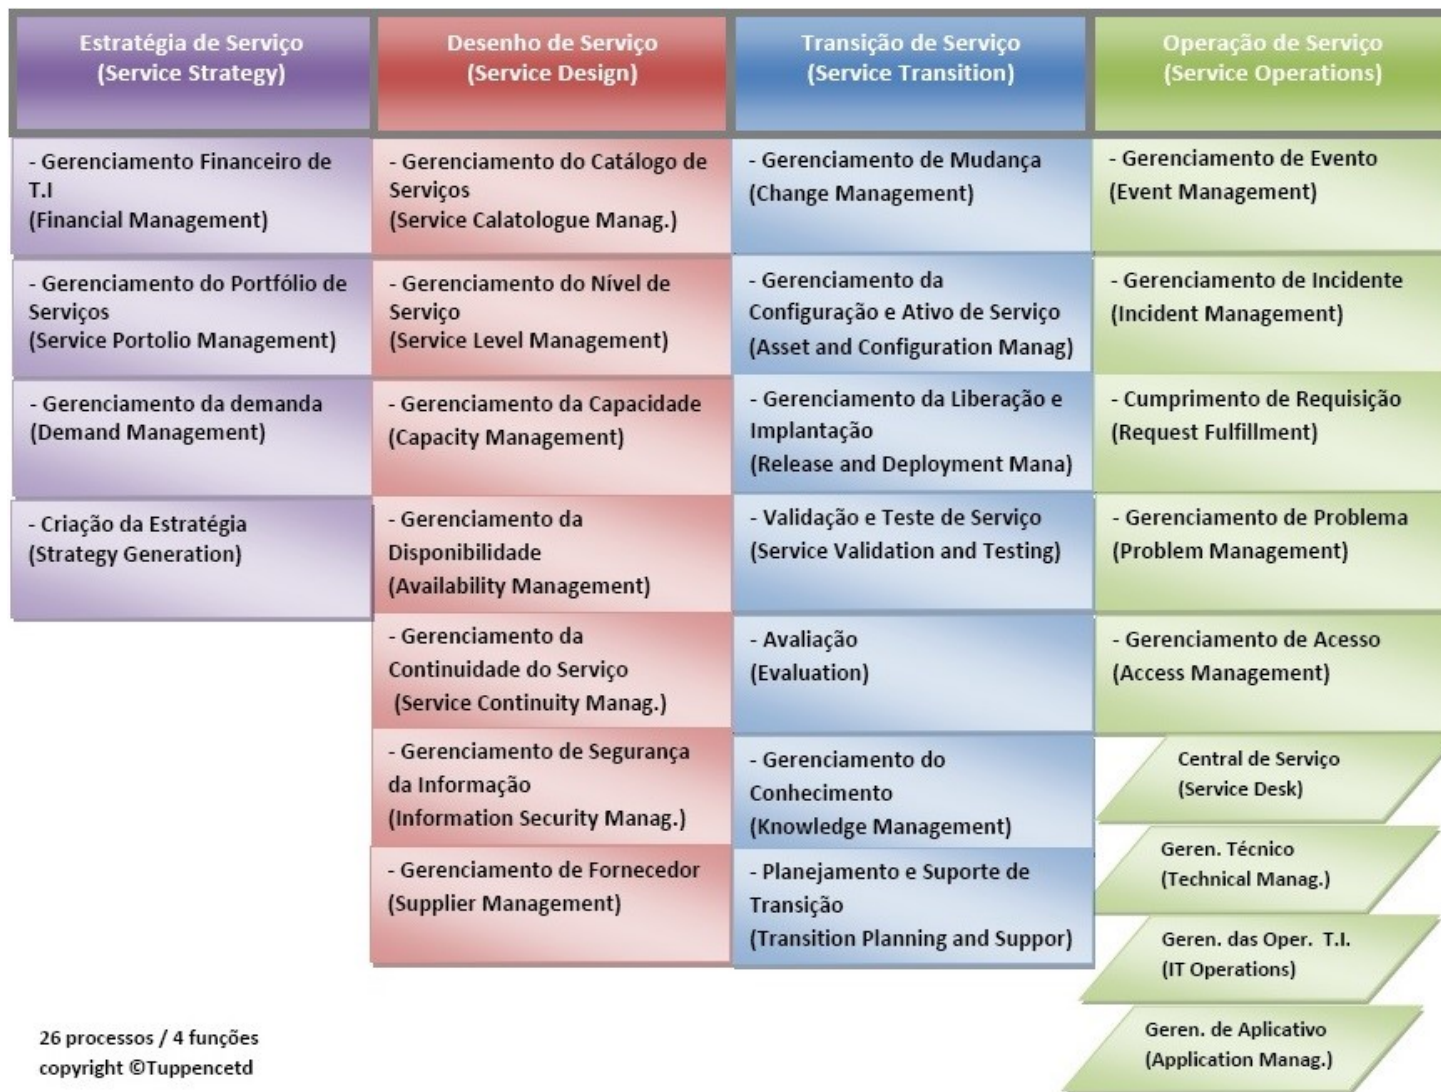 Estratégia de Serviço
(Service Strategy)
Desenho de Serviço
(Service Design)
Transição de Serviço
(Service Transition)
Operação de Serviço
(Service Operations)
- Gerenciamento Financeiro de
T.I
(Financial Management)
- Gerenciamento do Portfólio de
Serviços
(Service Portolio Management)
- Gerenciamento da demanda
(Demand Management)
- Criação da Estratégia
(Strategy Generation)
- Gerenciamento do Catálogo de
Serviços
(Service Calatologue Manag.)
- Gerenciamento do Nível de
Serviço
(Service Level Management)
- Gerenciamento da Capacidade
(Capacity Management)
- Gerenciamento da
Disponibilidade
(Availability Management)
- Gerenciamento da
Continuidade do Serviço
(Service Continuity Manag.)
- Gerenciamento de Segurança
da Informação
(Information Security Manag.)
- Gerenciamento de Fornecedor
(Supplier Management)
- Gerenciamento de Mudança
(Change Management)
- Gerenciamento da
Configuração e Ativo de Serviço
(Asset and Configuration Manag)
- Gerenciamento da Liberação e
Implantação
(Release and Deployment Mana)
- Validação e Teste de Serviço
(Service Validation and Testing)
- Avaliação
(Evaluation)
- Gerenciamento do
Conhecimento
(Knowledge Management)
- Planejamento e Suporte de
Transição
(Transition Planning and Suppor)
- Gerenciamento de Evento
(Event Management)
- Gerenciamento de Incidente
(Incident Management)
- Cumprimento de Requisição
(Request Fulfillment)
- Gerenciamento de Problema
(Problem Management)
- Gerenciamento de Acesso
(Access Management)
Central de Serviço
(Service Desk)
Geren. Técnico
(Technical Manag.)
Geren. das Oper. T.I.
(IT Operations)
Geren. de Aplicativo
(Application Manag.)
26 processos / 4 funções
copyright ©Tuppencetd